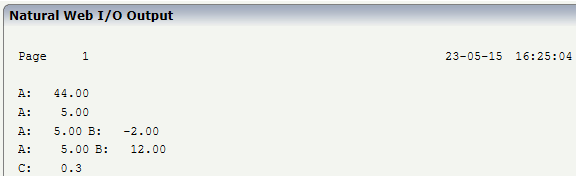 Natural Web I/O Output
Page 1 23-05-15 16:25:04
A: 44.00
A: 5.00
A: 5.00 B: -2.00
A: 5.00 B: 12.00
C: 0.3